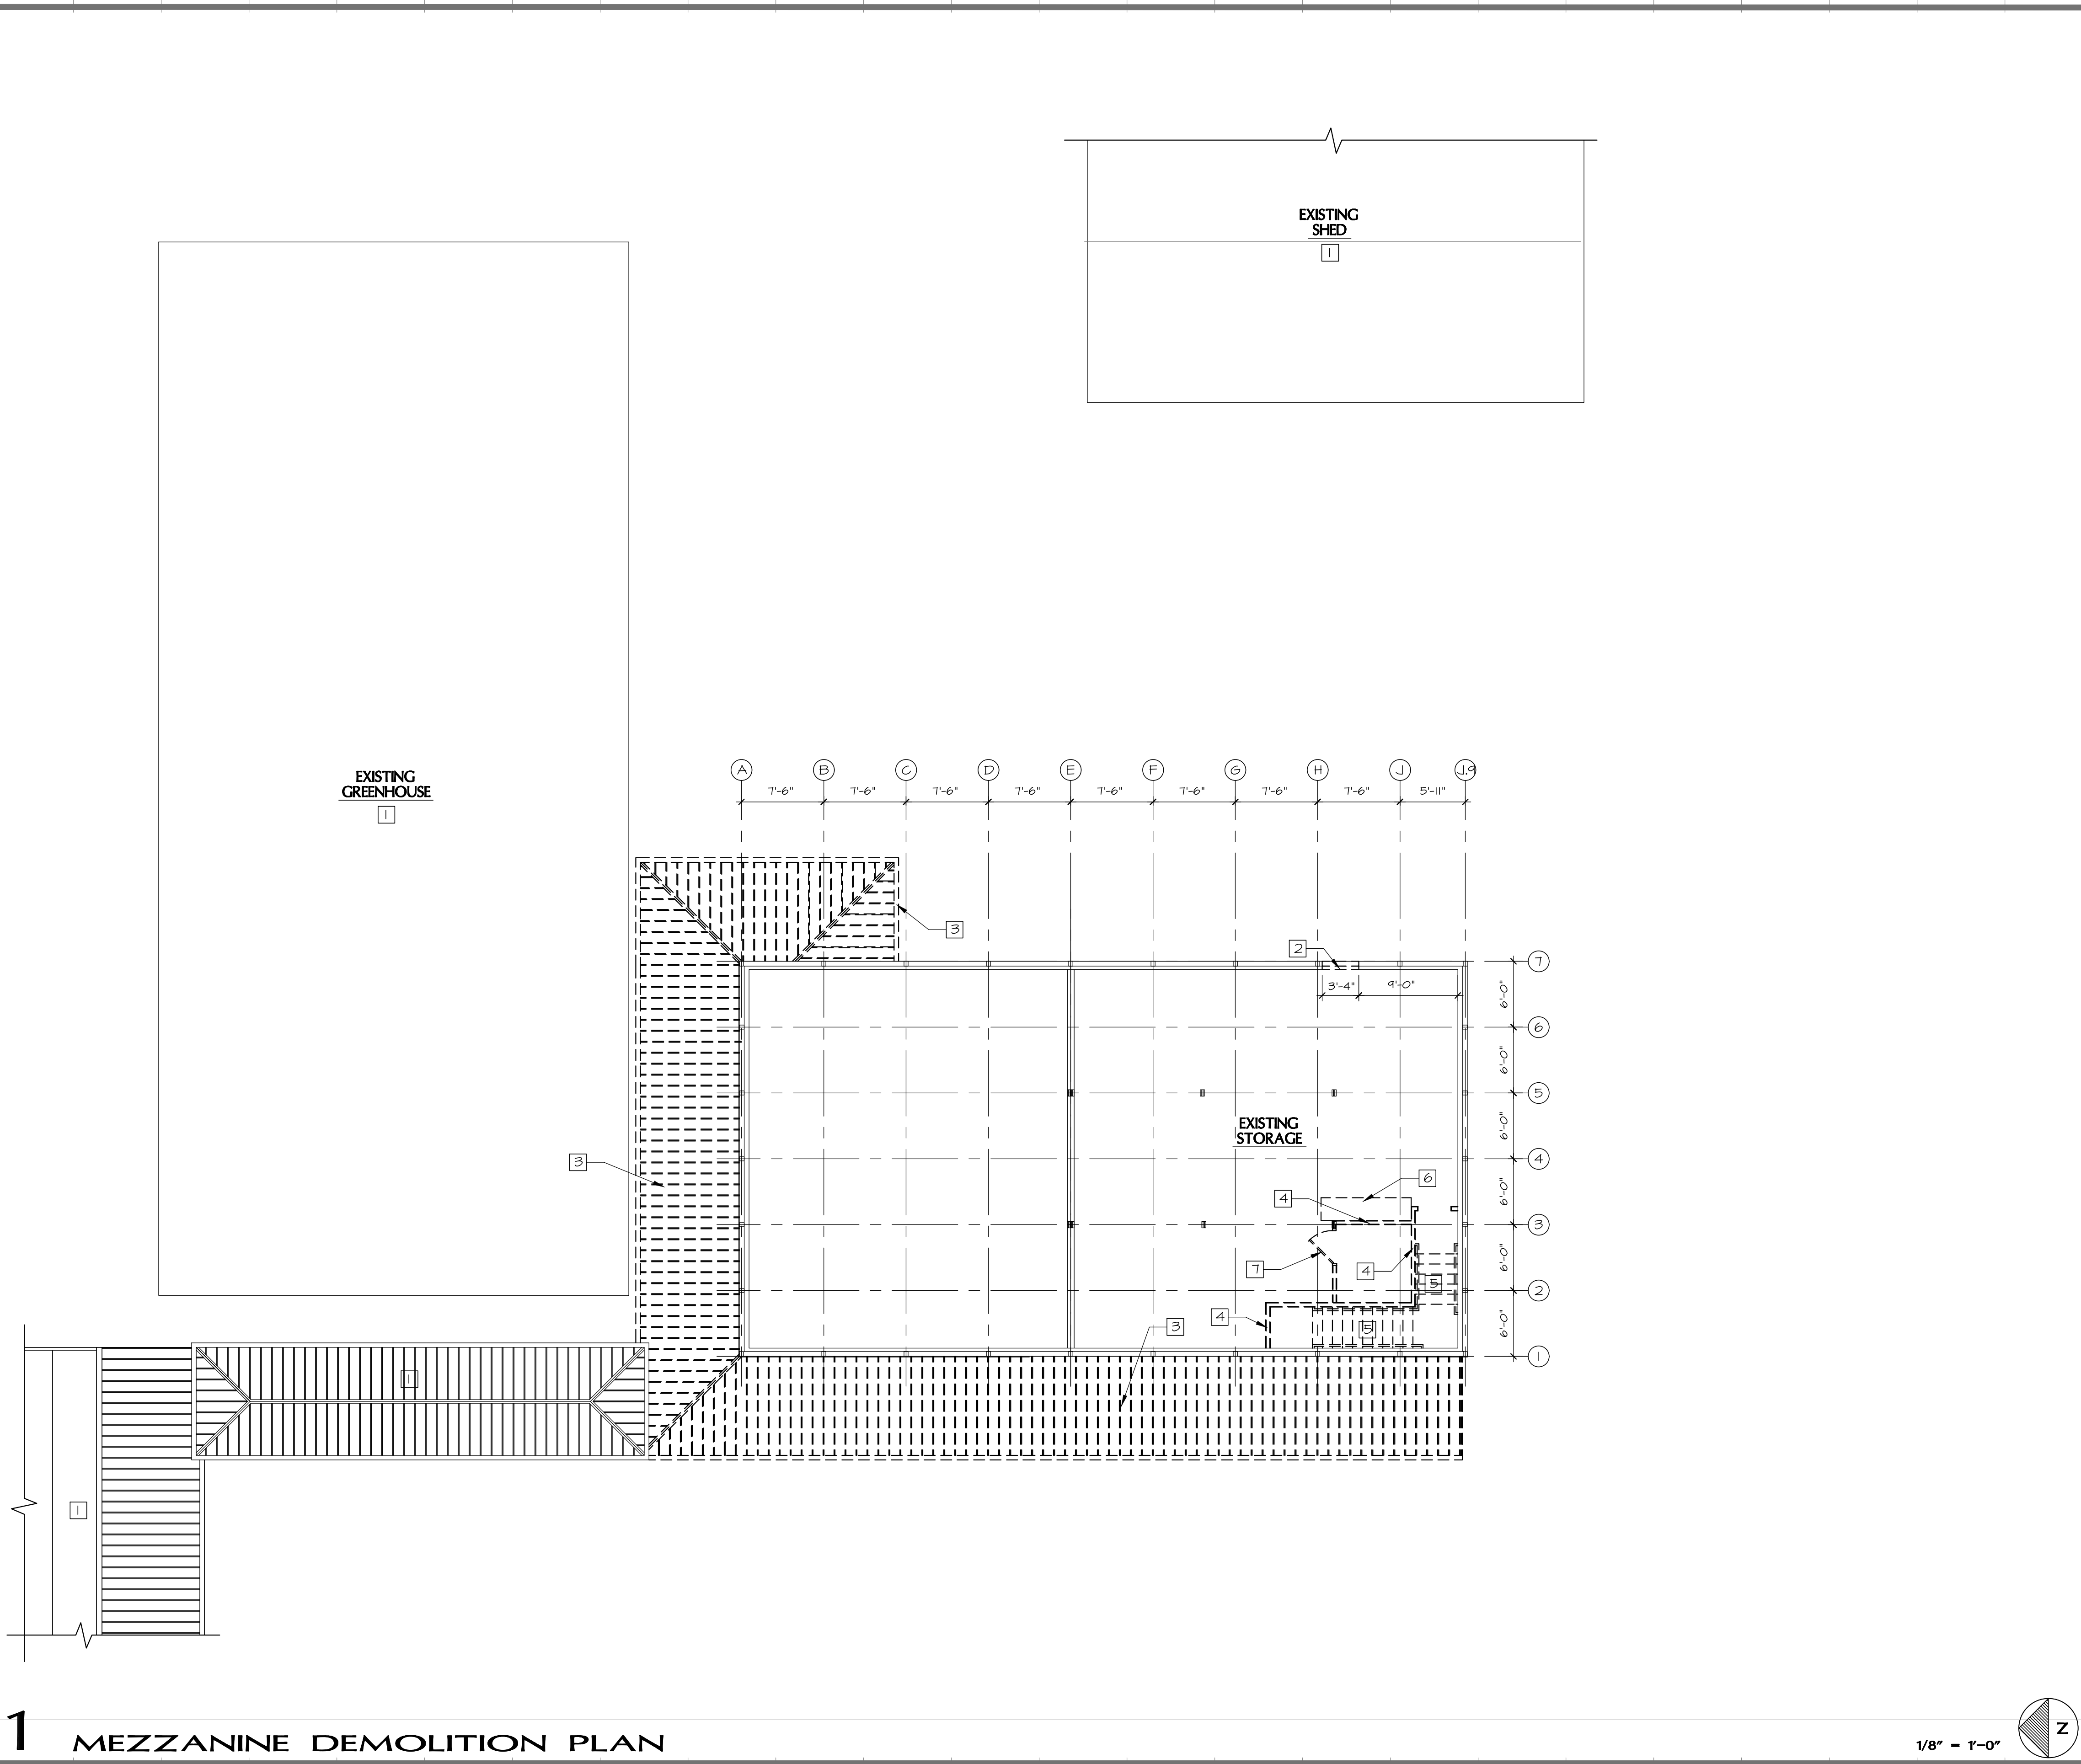 EXISTING
SHED
1
EXISTING
GREENHOUSE
1
A B C D E F G H J J.9
7'-6" 7'-6" 7'-6" 7'-6" 7'-6" 7'-6" 7'-6" 7'-6" 5'-11"
3
2
7
3'-4" 9'-0"
6'-0"
6
6'-0"
5
EXISTING
STORAGE
6'-0"
4
3
6
4
6'-0"
3
7
4
5
6'-0"
2
4
3
5
6'-0"
1
1
1
1 MEZZANINE DEMOLITION PLAN
1/8" = 1'-0"
Z